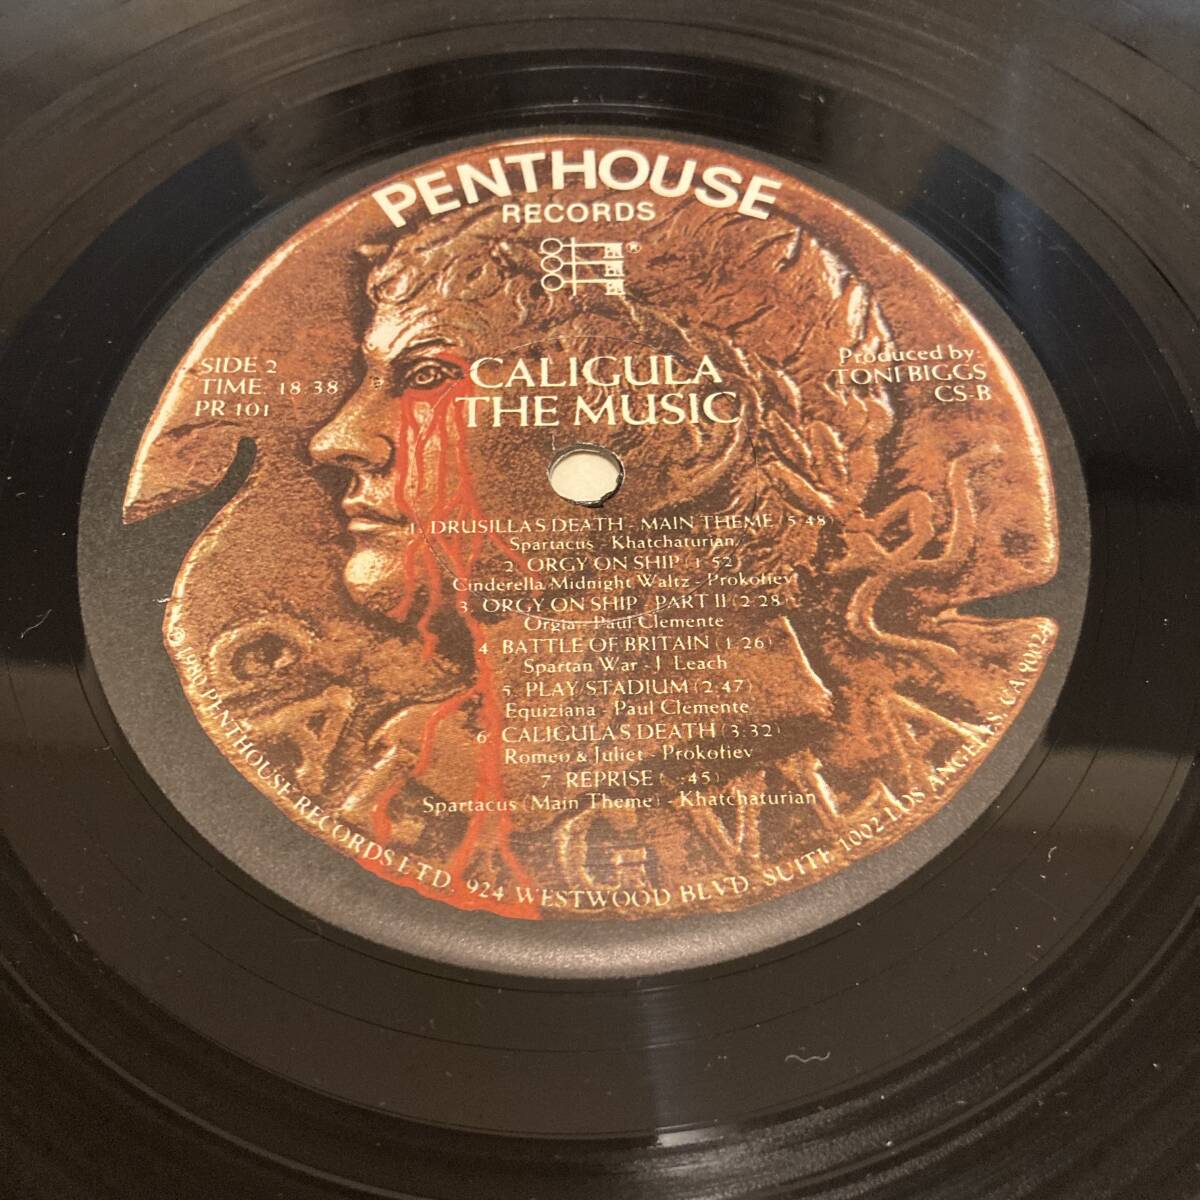 PENTHOUSE
RECORDS
®
SIDE 2
TIME. 18 38
PR 101
CALIGULA
THE MUSIC
Produced by:
TONI BIGGS
CS-B
1. DRUSILLA'S DEATH - MAIN THEME (5 48)
Spartacus - Khatchaturian
2. ORGY ON SHIP (1 52)
Cinderella Midnight Waltz - Prokofiev
3. ORGY ON SHIP - PART II (2 28)
Orgia - Paul Clemente
4. BATTLE OF BRITAIN (1 26)
Spartan War - J. Leach
5. PLAY/STADIUM (2:47)
Equiziana - Paul Clemente
6. CALIGULA'S DEATH (3:32)
Romeo & Juliet - Prokofiev
7. REPRISE ( :45)
Spartacus (Main Theme) - Khatchaturian
℗ 1980 PENTHOUSE RECORDS LTD. 924 WESTWOOD BLVD. SUITE 1002 LOS ANGELES, CA 90024